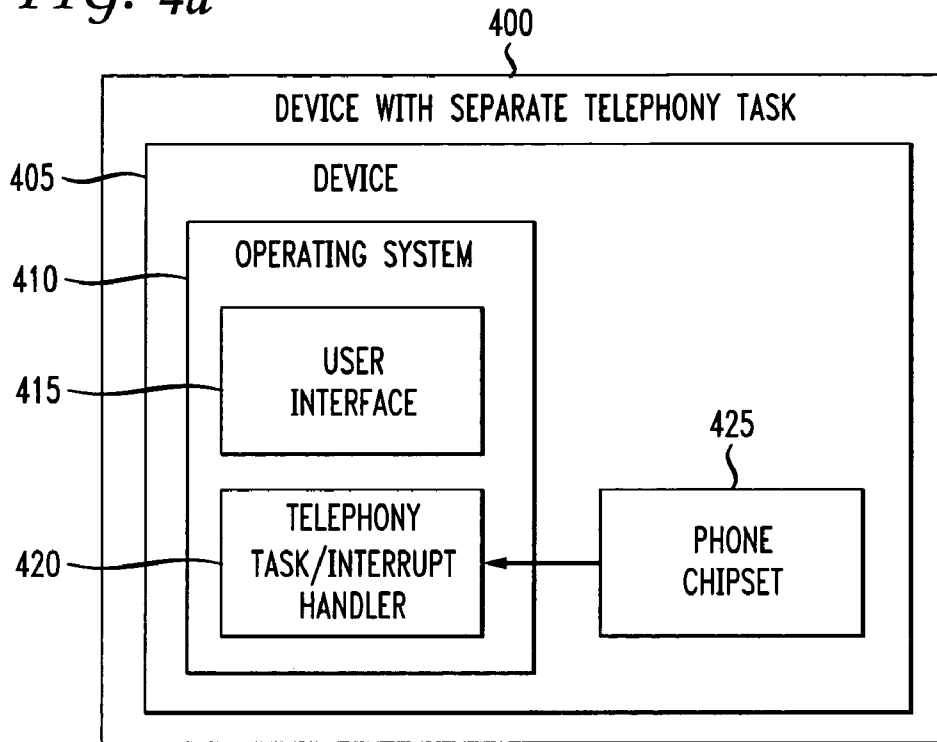 FIG. 4a
400
DEVICE WITH SEPARATE TELEPHONY TASK
405
DEVICE
410
OPERATING SYSTEM
415
USER
INTERFACE
425
420
TELEPHONY
TASK/INTERRUPT
HANDLER
PHONE
CHIPSET